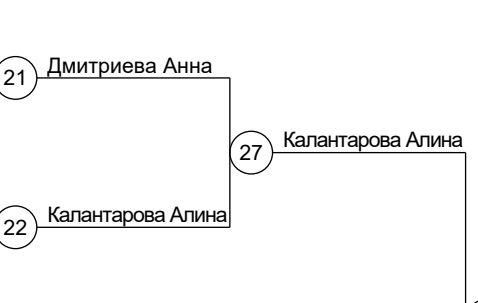 21 Дмитриева Анна
27 Калантарова Алина
22 Калантарова Алина